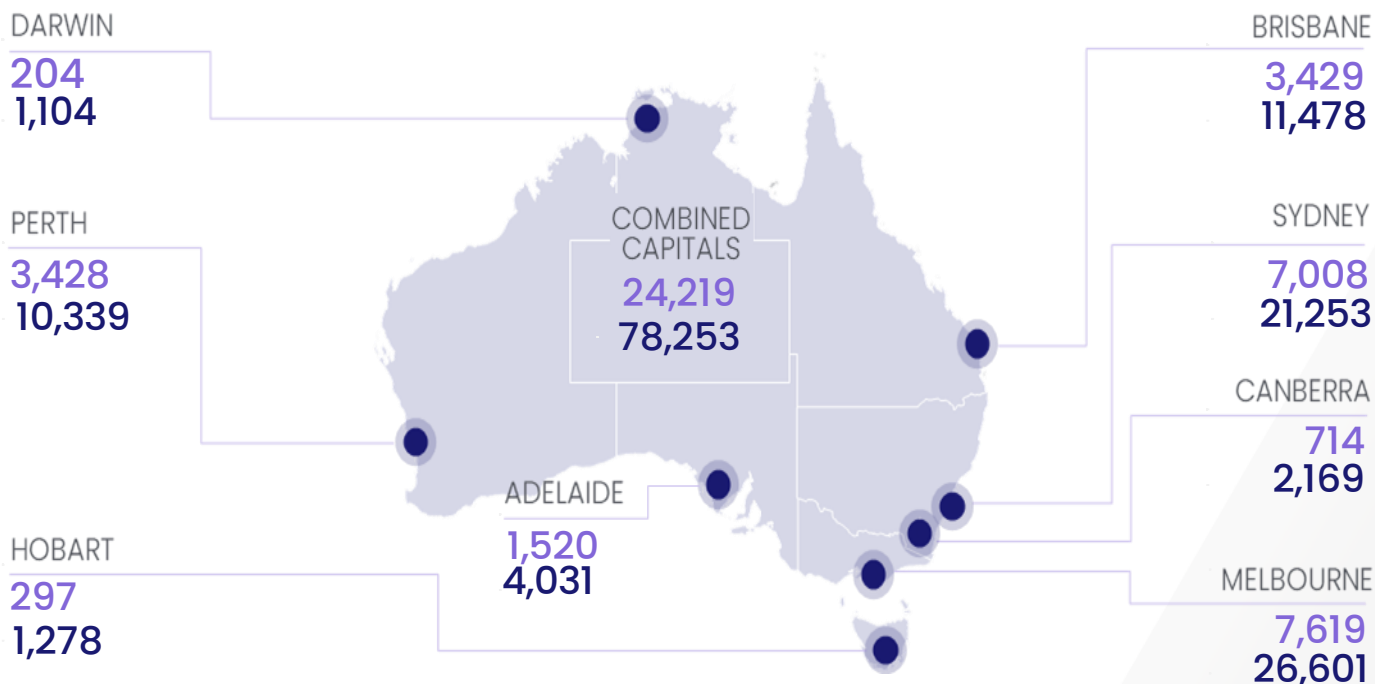 DARWIN
204
1,104
BRISBANE
3,429
11,478
PERTH
3,428
10,339
COMBINED
CAPITALS
24,219
78,253
SYDNEY
7,008
21,253
CANBERRA
714
2,169
ADELAIDE
1,520
4,031
HOBART
297
1,278
MELBOURNE
7,619
26,601